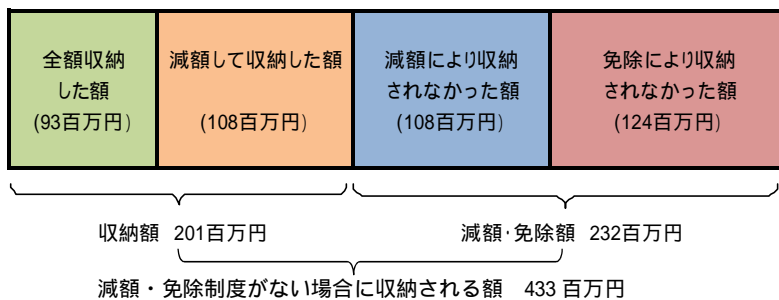 全額収納
した額
(93百万円)
減額して収納した額
(108百万円)
減額により収納
されなかった額
(108百万円)
免除により収納
されなかった額
(124百万円)
収納額 201百万円
減額・免除額 232百万円
減額・免除制度がない場合に収納される額 433 百万円